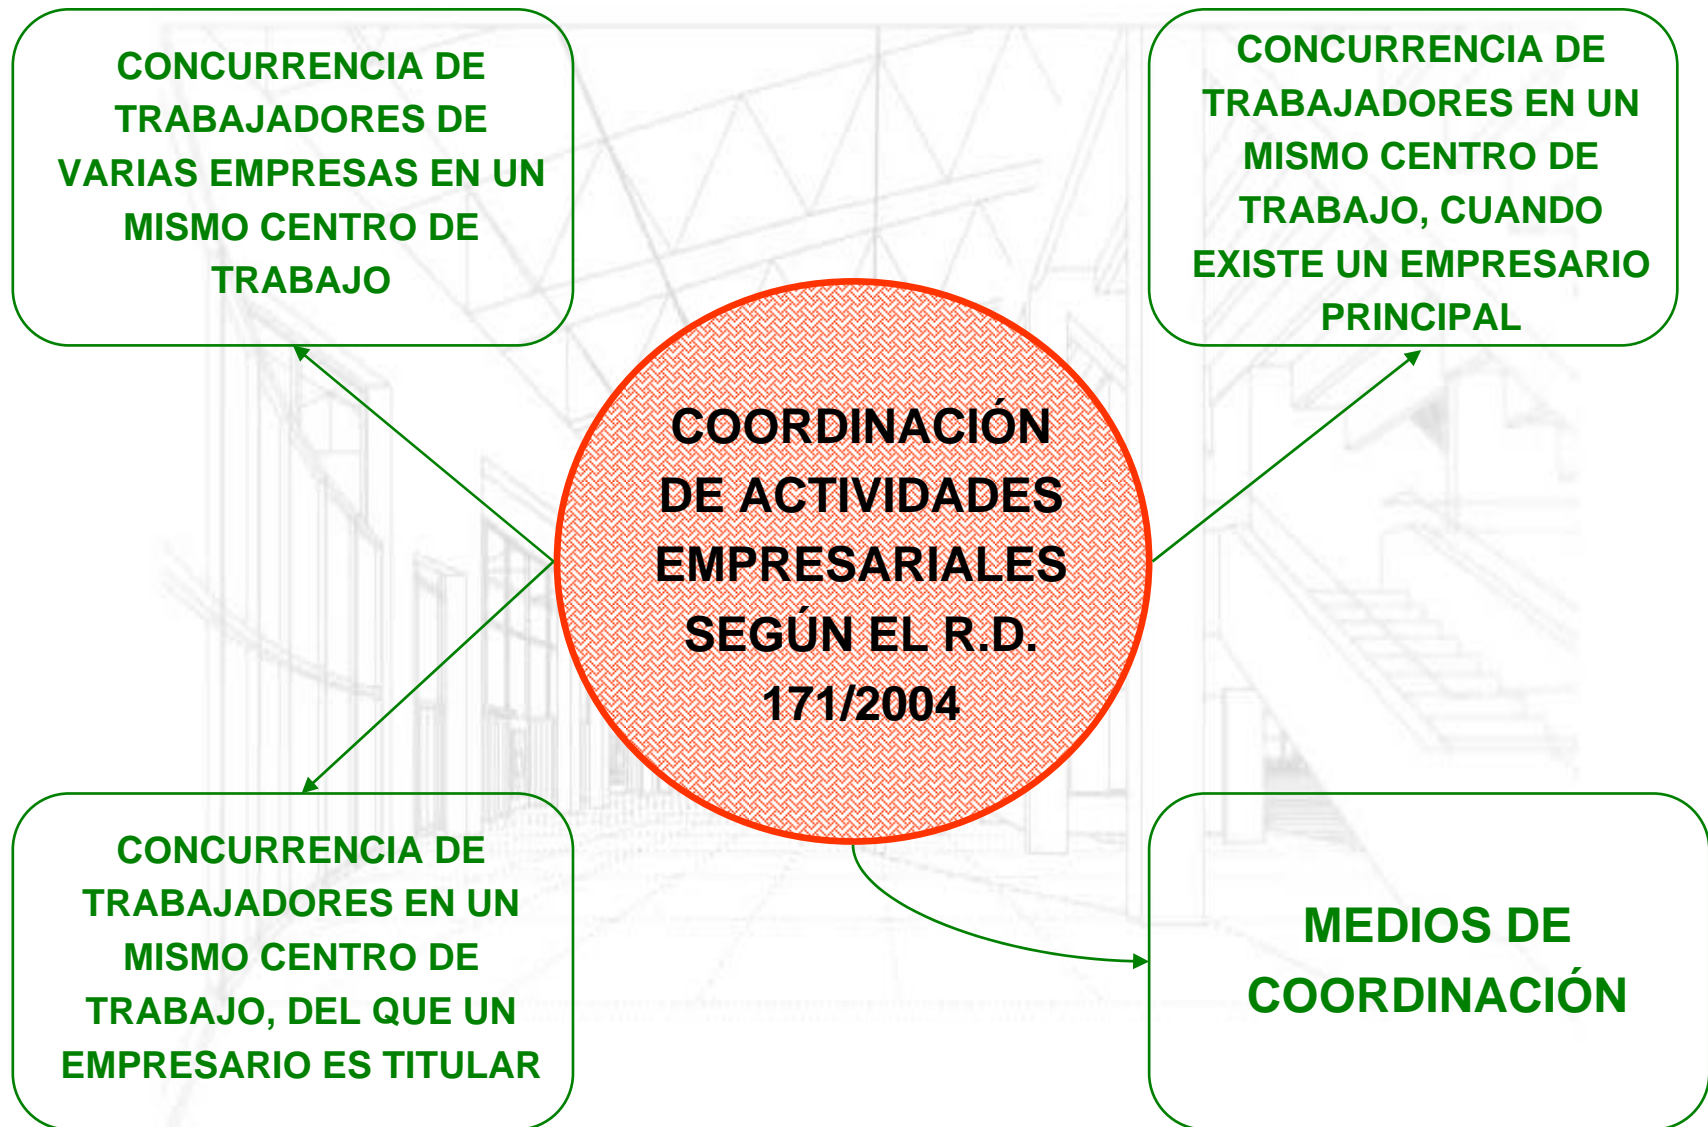 CONCURRENCIA DE
TRABAJADORES DE
VARIAS EMPRESAS EN UN
MISMO CENTRO DE
TRABAJO
CONCURRENCIA DE
TRABAJADORES EN UN
MISMO CENTRO DE
TRABAJO, CUANDO
EXISTE UN EMPRESARIO
PRINCIPAL
COORDINACIÓN
DE ACTIVIDADES
EMPRESARIALES
SEGÚN EL R.D.
171/2004
CONCURRENCIA DE
TRABAJADORES EN UN
MISMO CENTRO DE
TRABAJO, DEL QUE UN
EMPRESARIO ES TITULAR
MEDIOS DE
COORDINACIÓN